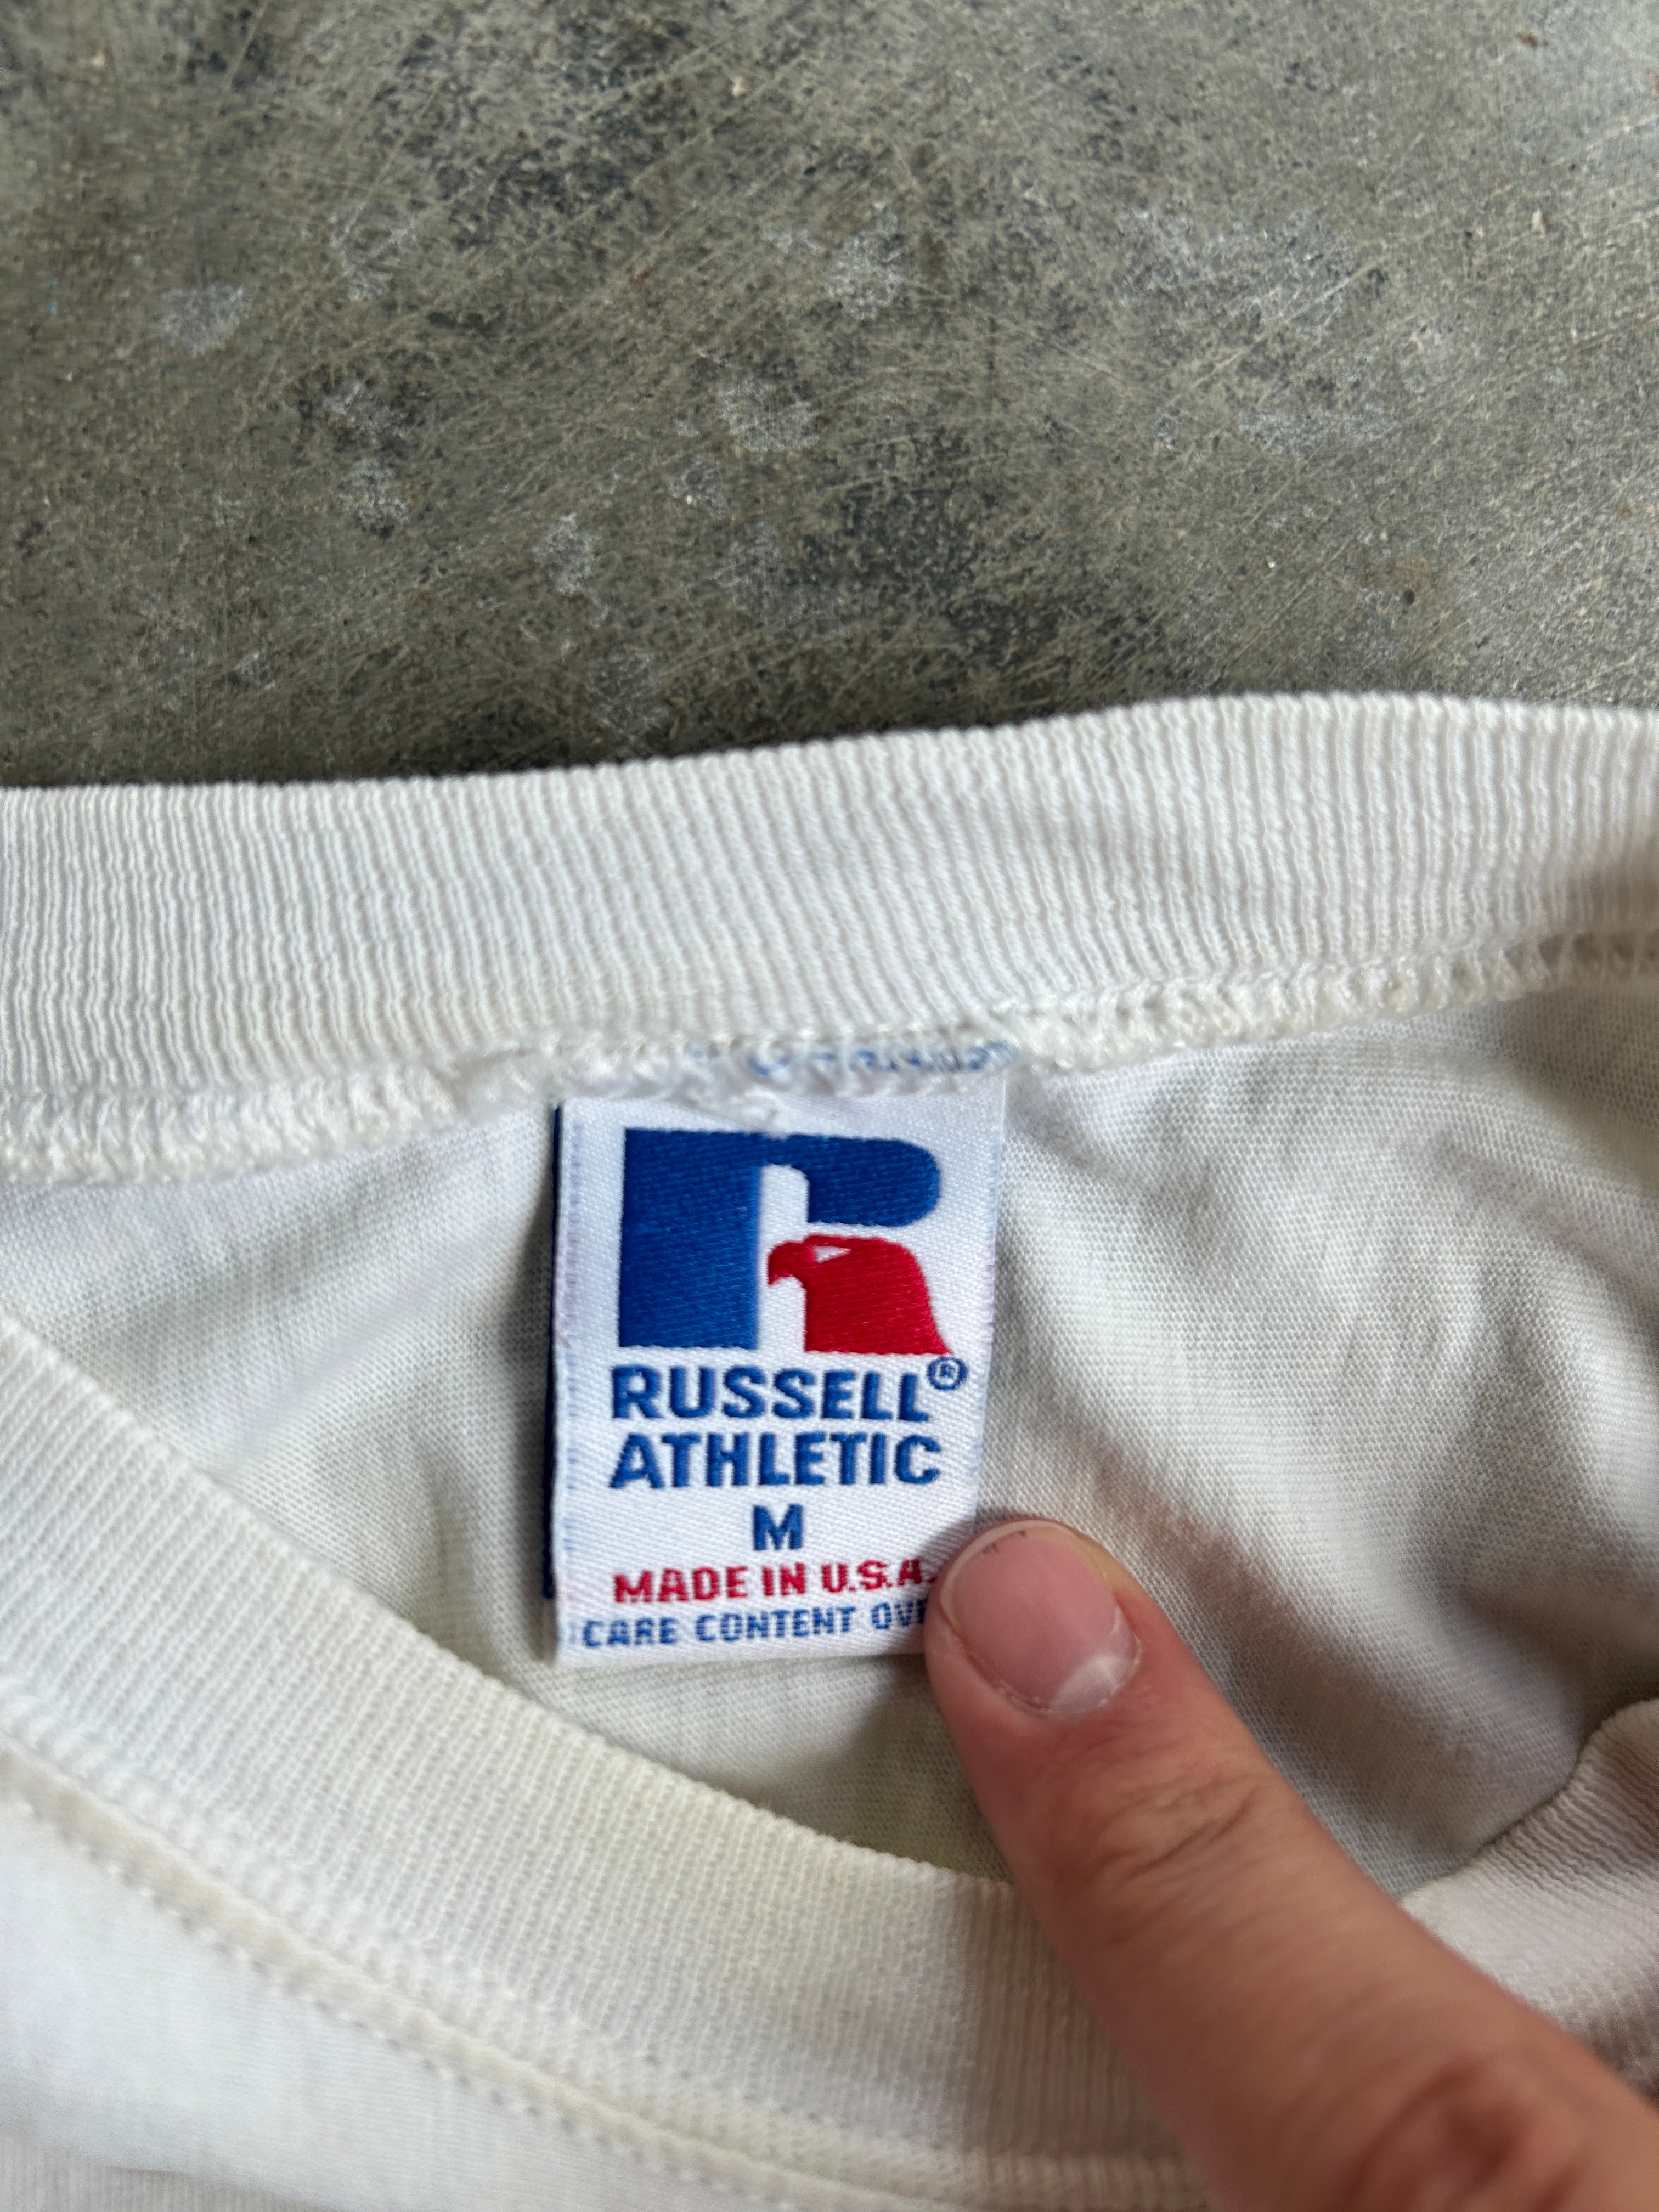 RUSSELL®
ATHLETIC
M
MADE IN U.S.A.
CARE CONTENT